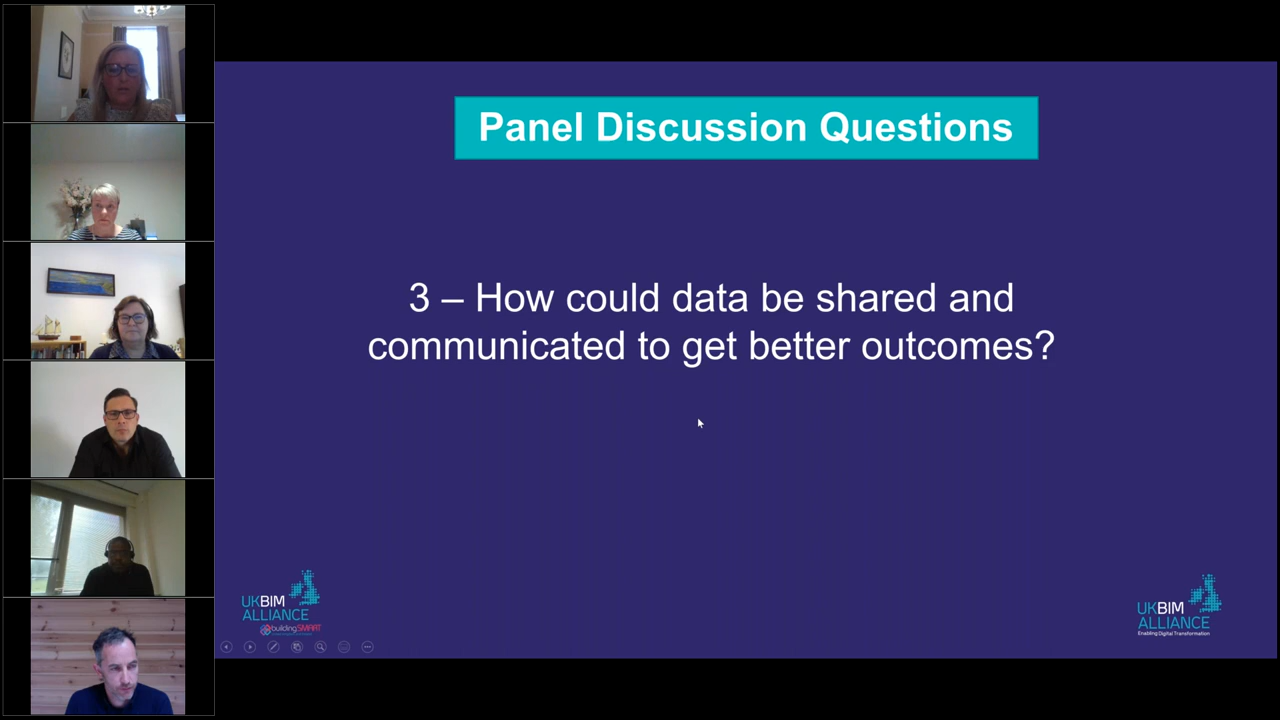 Panel Discussion Questions
3 – How could data be shared and
communicated to get better outcomes?
UKBIM
ALLIANCE
buildingSMART
UKBIM
ALLIANCE
Enabling Digital Transformation